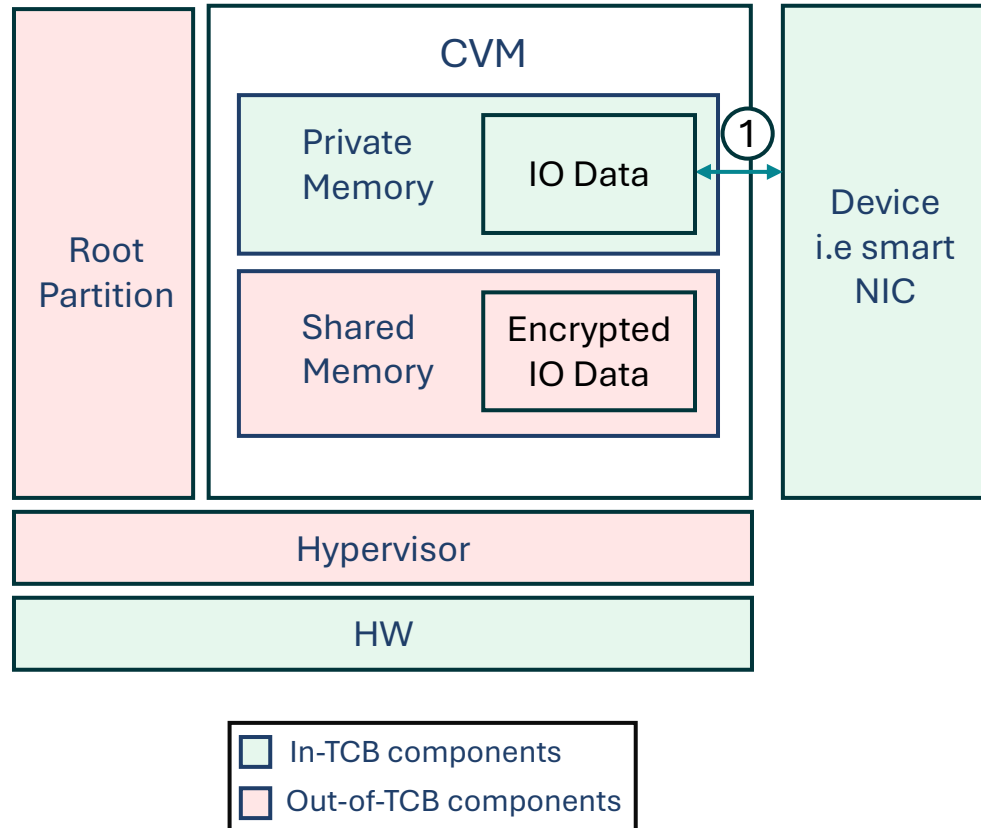 CVM
Private
Memory
IO Data
1
Device
i.e smart
NIC
Root
Partition
Shared
Memory
Encrypted
IO Data
Hypervisor
HW
In-TCB components
Out-of-TCB components